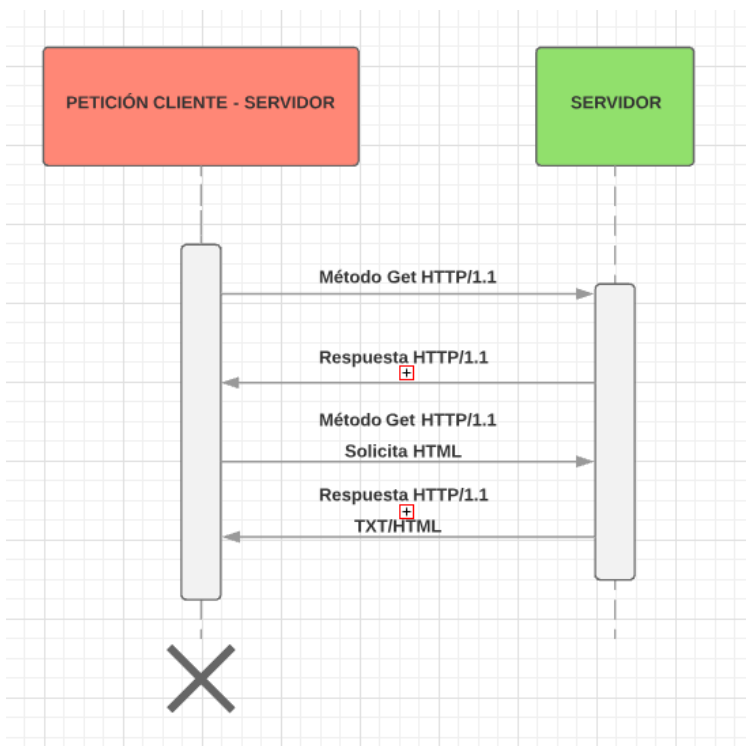 PETICIÓN CLIENTE - SERVIDOR
SERVIDOR
Método Get HTTP/1.1
Respuesta HTTP/1.1
+
Método Get HTTP/1.1
Solicita HTML
Respuesta HTTP/1.1
+
TXT/HTML